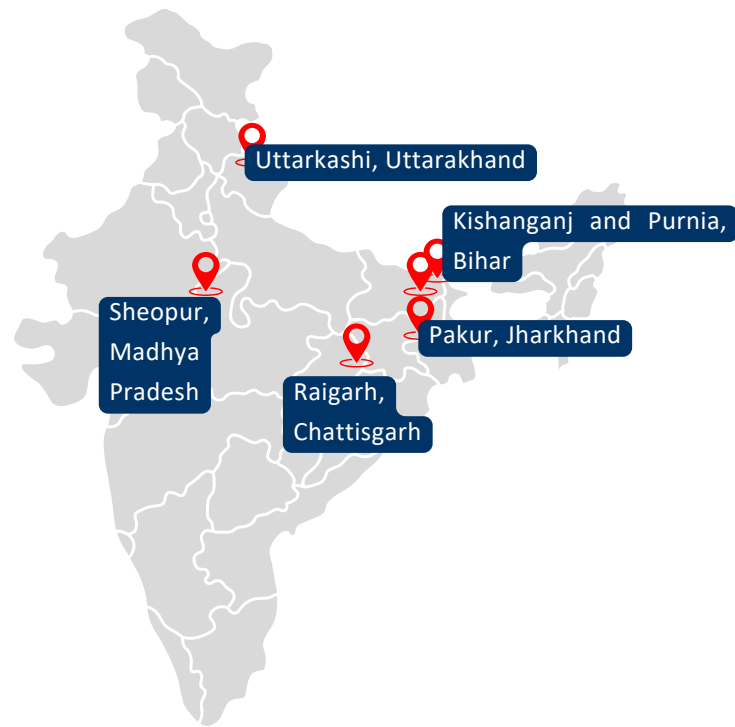 Uttarkashi, Uttarakhand
Kishanganj and Purnia,
Bihar
Sheopur,
Madhya
Pradesh
Pakur, Jharkhand
Raigarh,
Chattisgarh